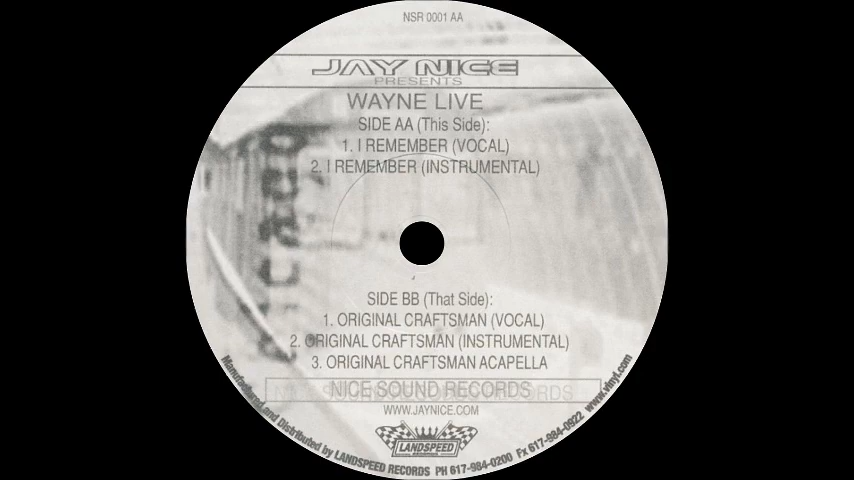 NSR 0001 AA
JAY NICE
PRESENTS
WAYNE LIVE
SIDE AA (This Side):
1. I REMEMBER (VOCAL)
2. I REMEMBER (INSTRUMENTAL)
SIDE BB (That Side):
1. ORIGINAL CRAFTSMAN (VOCAL)
2. ORIGINAL CRAFTSMAN (INSTRUMENTAL)
3. ORIGINAL CRAFTSMAN ACAPELLA
NICE SOUND RECORDS
WWW.JAYNICE.COM
LANDSPEED
RECORDS
Manufactured and Distributed by LANDSPEED RECORDS PH 617-984-0200 Fx 617-984-0922 www.vinyl.com